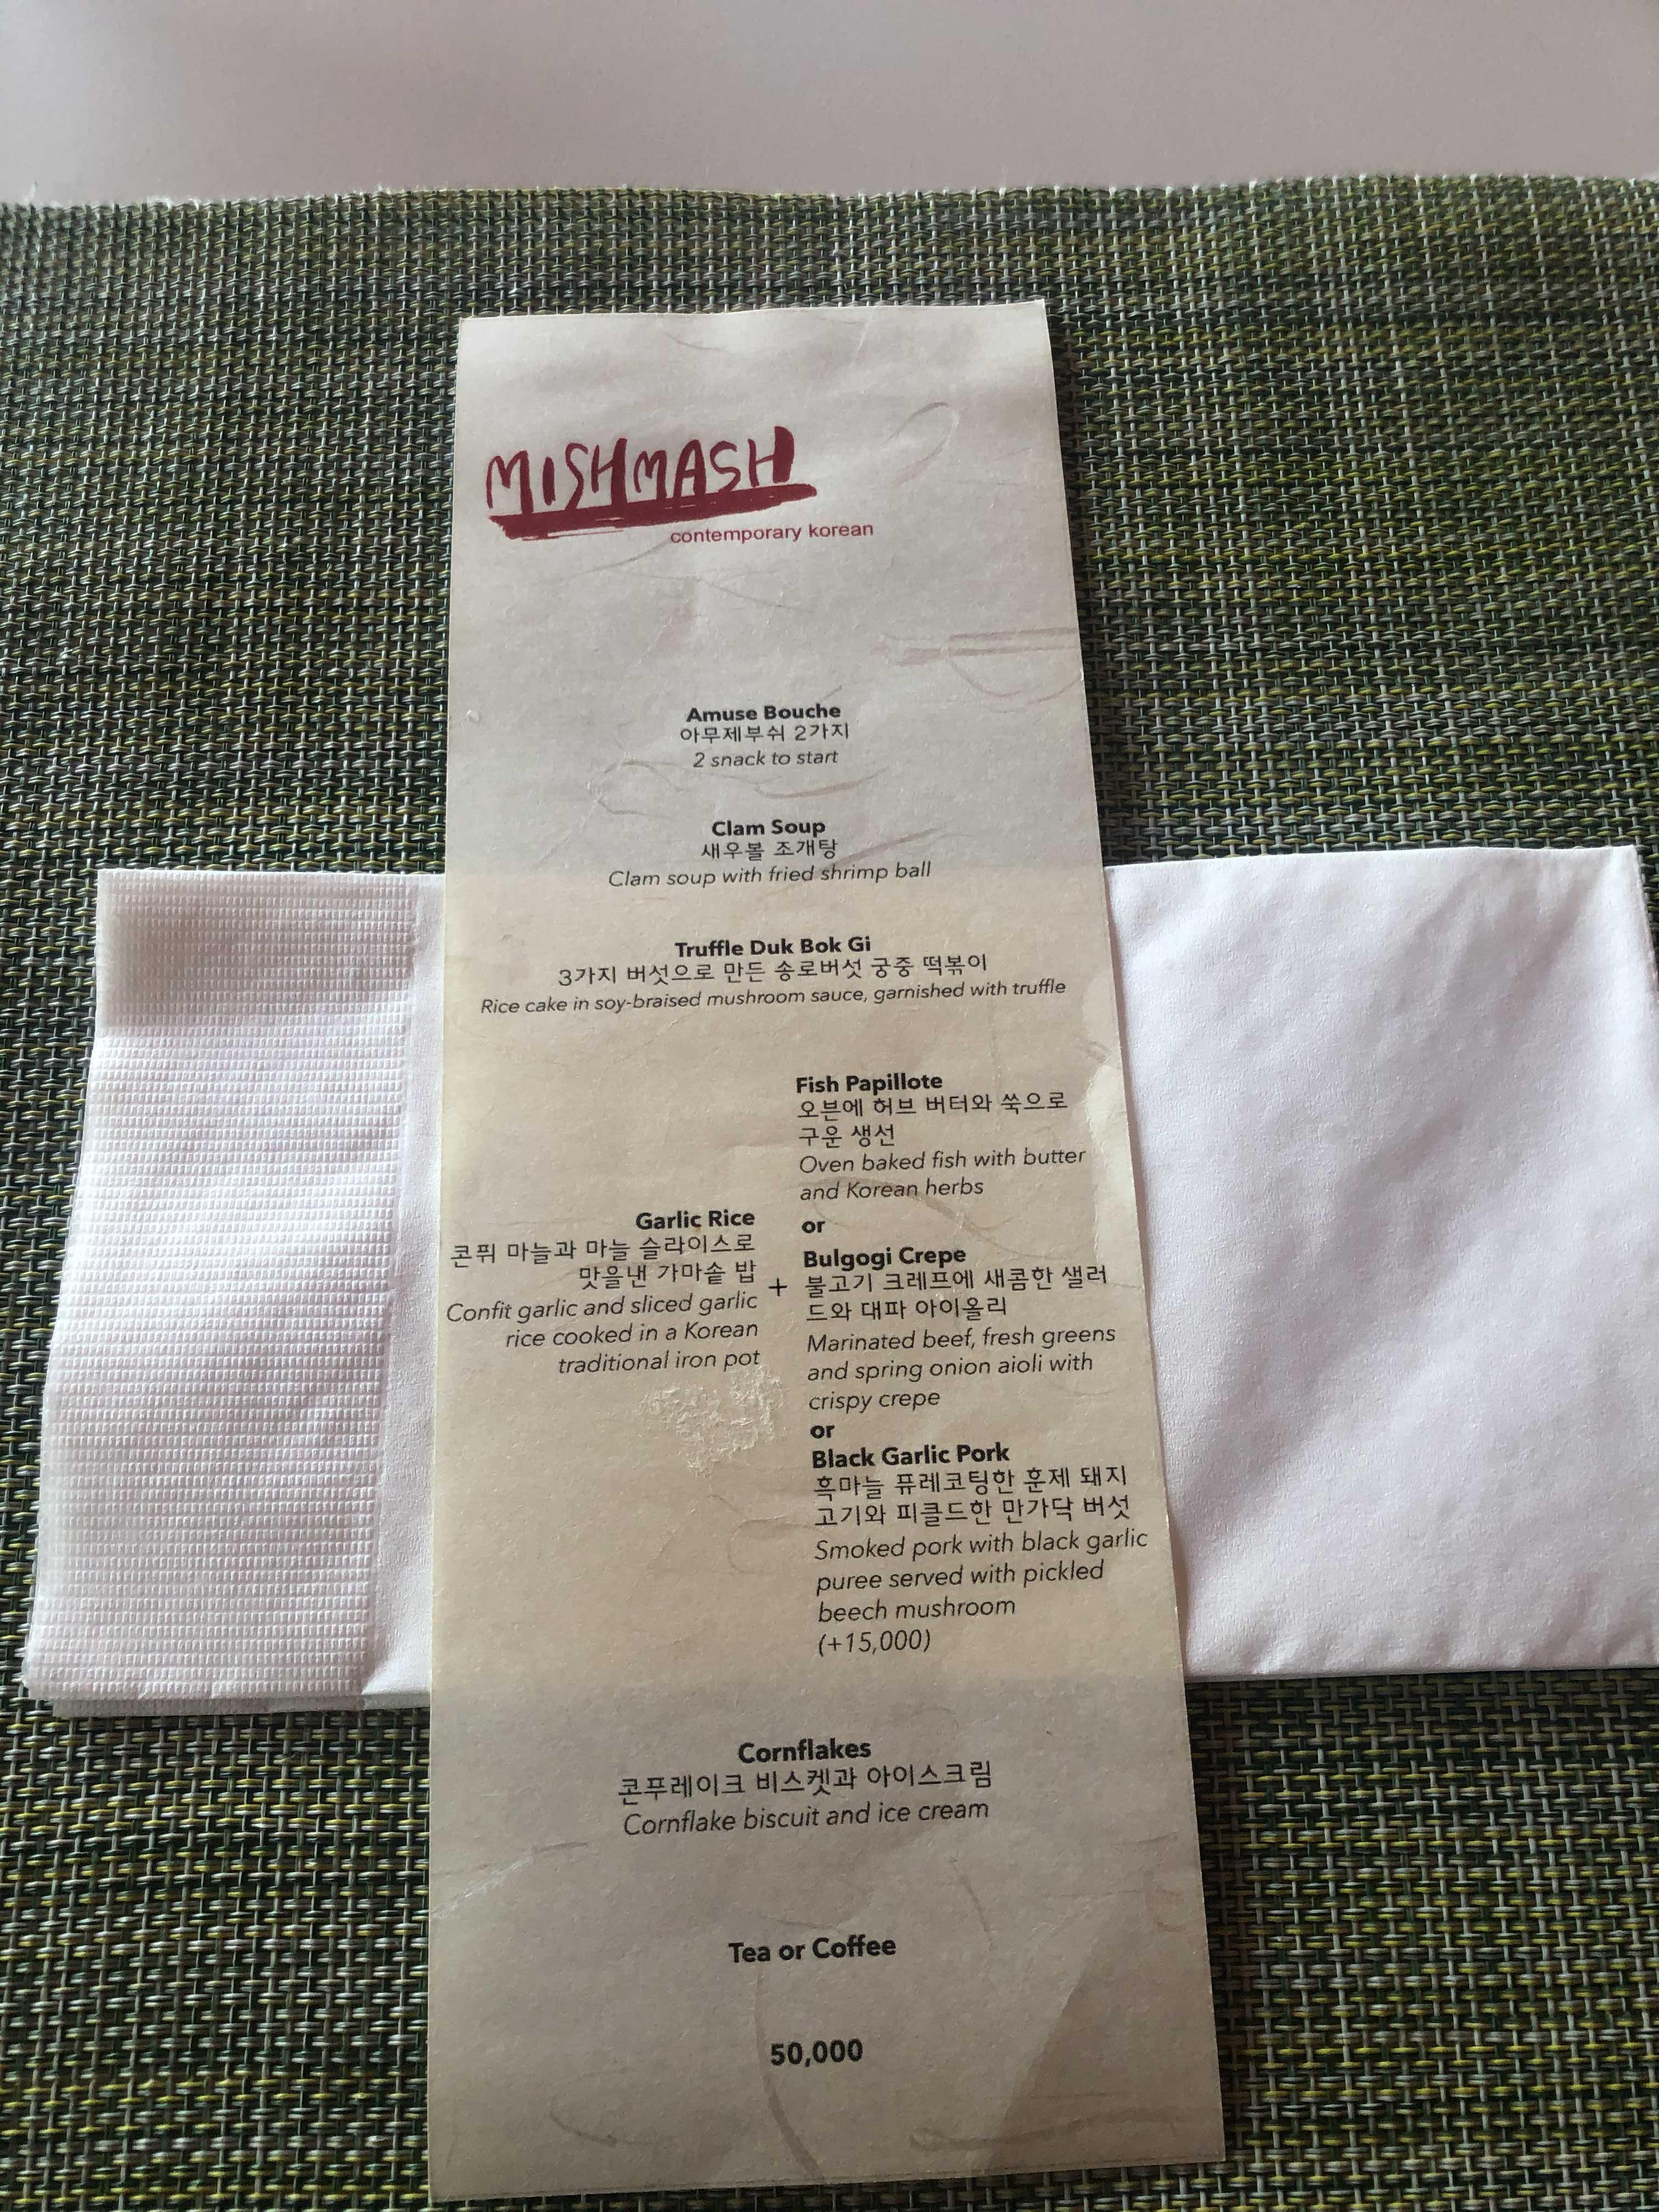 MISHMASH
contemporary korean
Amuse Bouche
아무제부쉬 2가지
2 snack to start
Clam Soup
새우볼 조개탕
Clam soup with fried shrimp ball
Truffle Duk Bok Gi
3가지 버섯으로 만든 송로버섯 궁중 떡볶이
Rice cake in soy-braised mushroom sauce, garnished with truffle
Garlic Rice
콘퓌 마늘과 마늘 슬라이스로
맛을낸 가마솥 밥
Confit garlic and sliced garlic
rice cooked in a Korean
traditional iron pot
+
Fish Papillote
오븐에 허브 버터와 쑥으로
구운 생선
Oven baked fish with butter
and Korean herbs
or
Bulgogi Crepe
불고기 크레프에 새콤한 샐러
드와 대파 아이올리
Marinated beef, fresh greens
and spring onion aioli with
crispy crepe
or
Black Garlic Pork
흑마늘 퓨레코팅한 훈제 돼지
고기와 피클드한 만가닥 버섯
Smoked pork with black garlic
puree served with pickled
beech mushroom
(+15,000)
Cornflakes
콘푸레이크 비스켓과 아이스크림
Cornflake biscuit and ice cream
Tea or Coffee
50,000